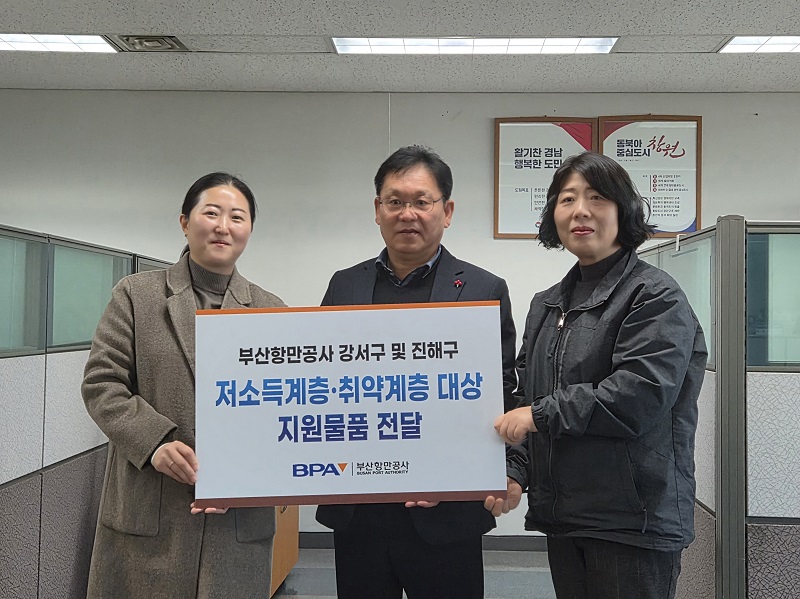 활기찬 경남
행복한 도민
동북아
중심도시 창원
부산항만공사 강서구 및 진해구
저소득계층·취약계층 대상
지원물품 전달
BPA 부산항만공사
BUSAN PORT AUTHORITY